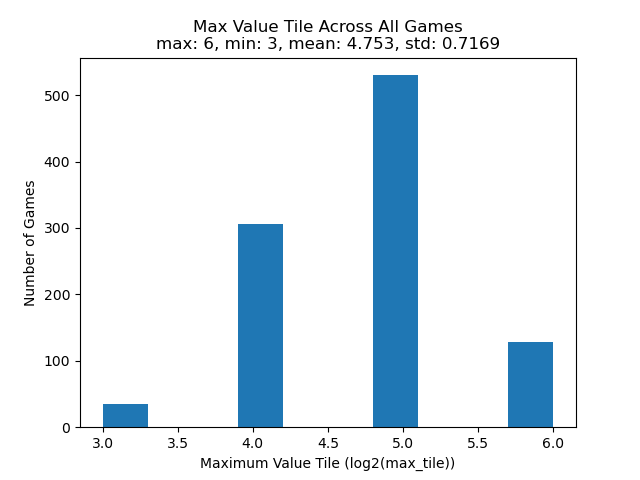 Max Value Tile Across All Games
max: 6, min: 3, mean: 4.753, std: 0.7169
500
400
300
200
100
0
Number of Games
3.0 3.5 4.0 4.5 5.0 5.5 6.0
Maximum Value Tile (log2(max_tile))